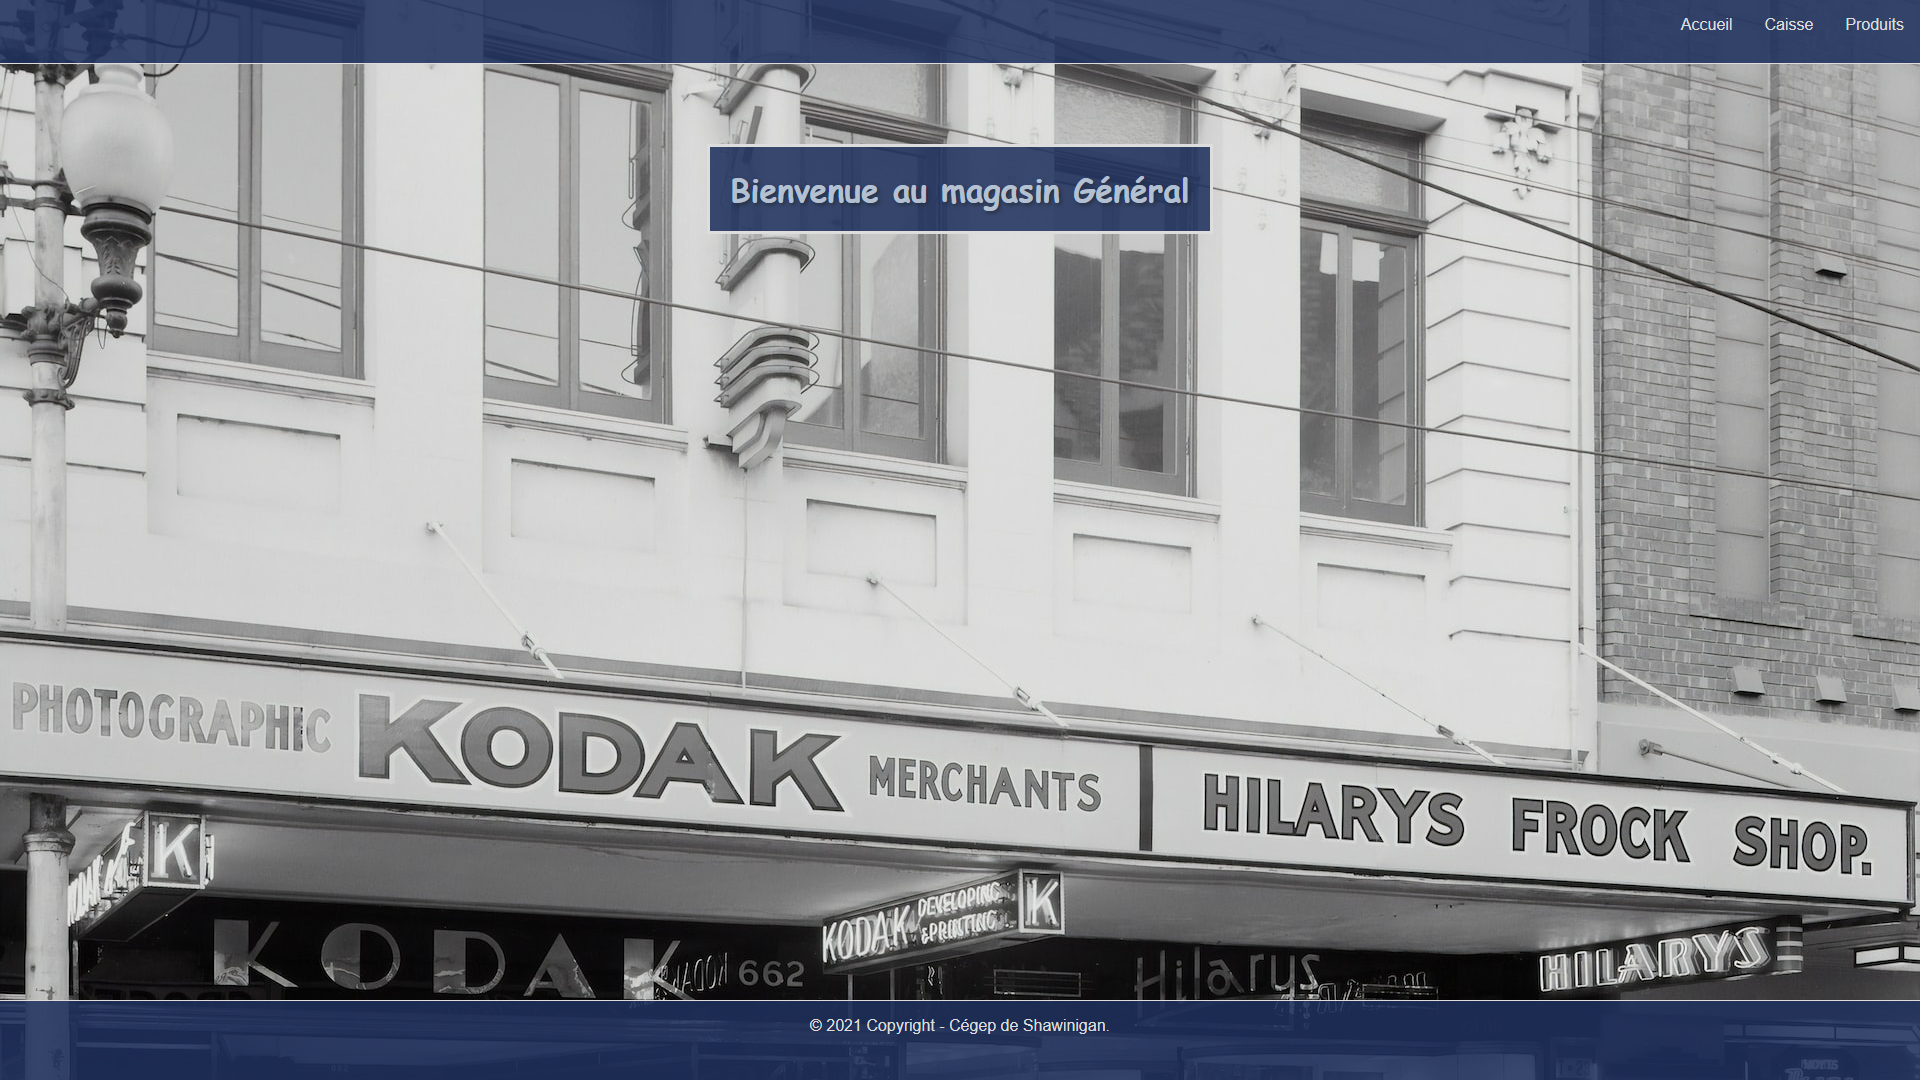 Accueil Caisse Produits
Bienvenue au magasin Général
PHOTOGRAPHIC KODAK MERCHANTS
HILARYS FROCK SHOP.
KODAK K
KODAK DEVELOPING & PRINTING K
KODAK 662
Hilarys
HILARYS
© 2021 Copyright - Cégep de Shawinigan.